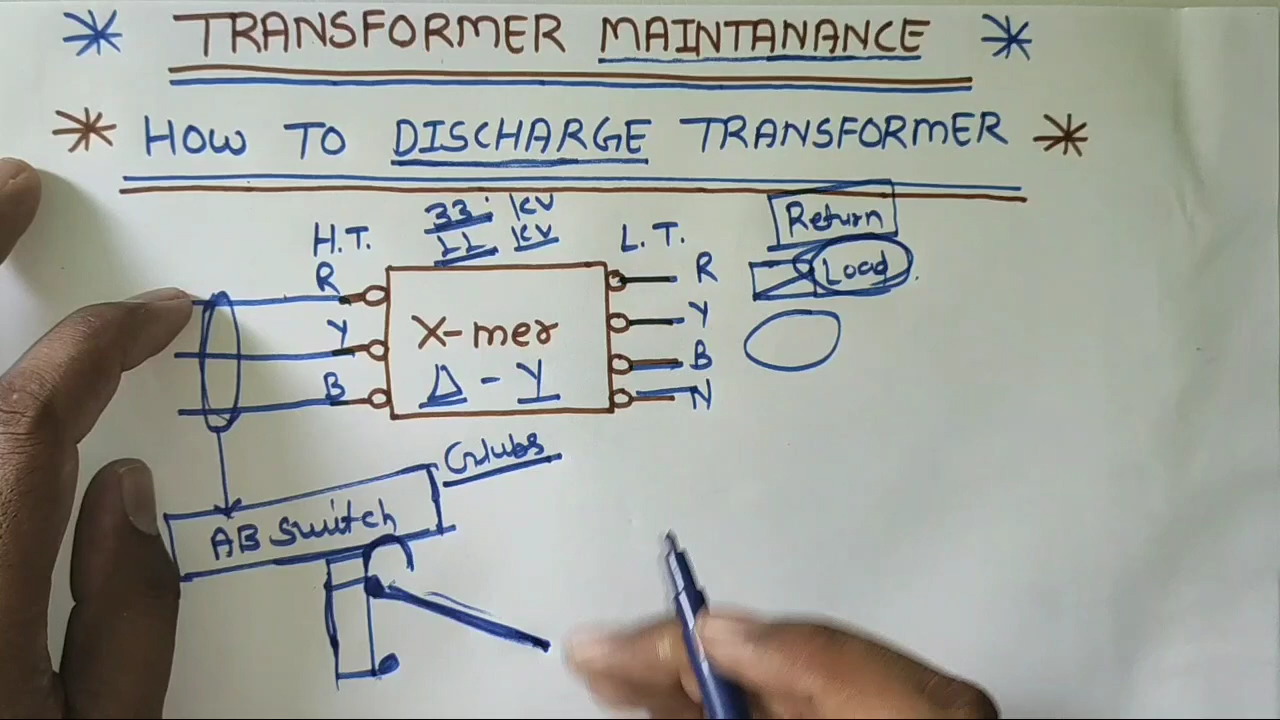 * TRANSFORMER MAINTANANCE *
* HOW TO DISCHARGE TRANSFORMER *
33 KV
11 KV
H.T.
L.T.
Return
Load
R
Y
B
X-mer
Δ - Y
R
Y
B
N
Gloves
AB Switch